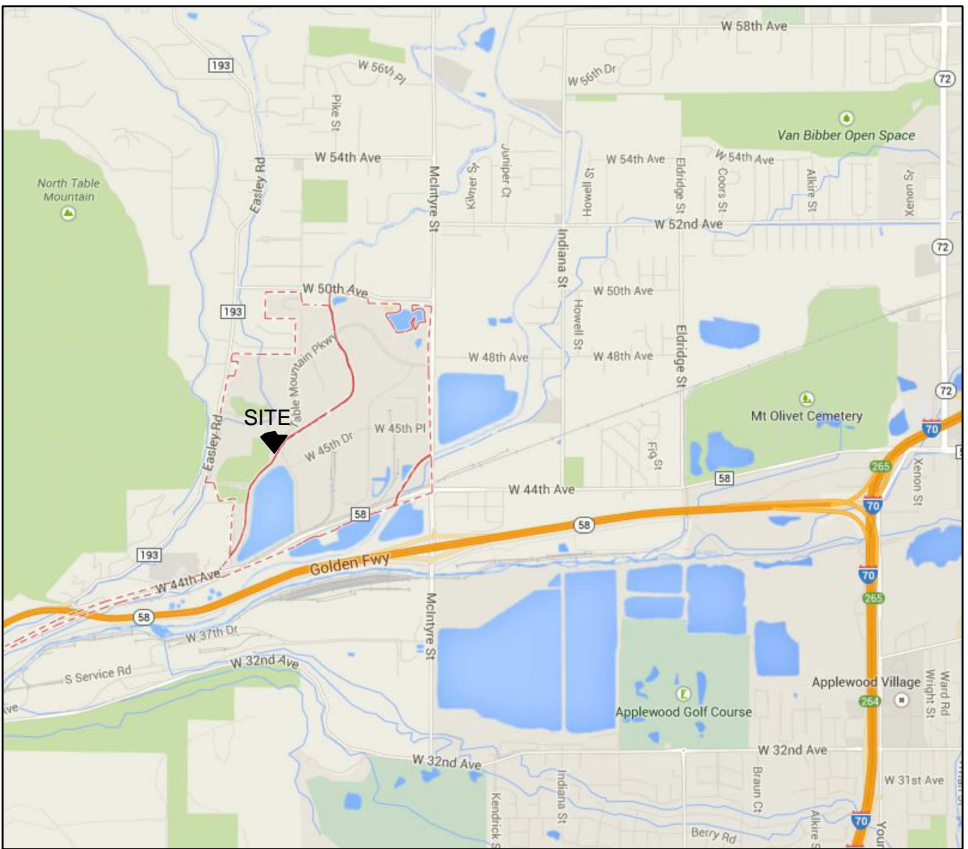 W 58th Ave
193
W 56th Pl
W 56th Dr
72
Pike St
Van Bibber Open Space
W 54th Ave
Juniper Ct
W 54th Ave
W 54th Ave
North Table
Mountain
Easley Rd
McIntyre St
Kilmer St
Howell St
Eldridge St
Coors St
Alkire St
Xenon St
W 52nd Ave
72
Indiana St
W 50th Ave
W 50th Ave
193
Howell St
Eldridge St
Table Mountain Pkwy
W 48th Ave
W 48th Ave
72
Mt Olivet Cemetery
70
SITE
Easley Rd
W 45th Pl
W 45th Dr
Fig St
265
Xenon St
58
W 44th Ave
70
58
58
193
Golden Fwy
70
W 44th Ave
265
58
McIntyre St
W 37th Dr
W 32nd Ave
S Service Rd
Applewood Village
Ward Rd
Wright St
264
Applewood Golf Course
Ave
W 32nd Ave
W 32nd Ave
Indiana St
Braun Ct
W 31st Ave
Kendrick S
Alkire S
70
Your
Berry Rd